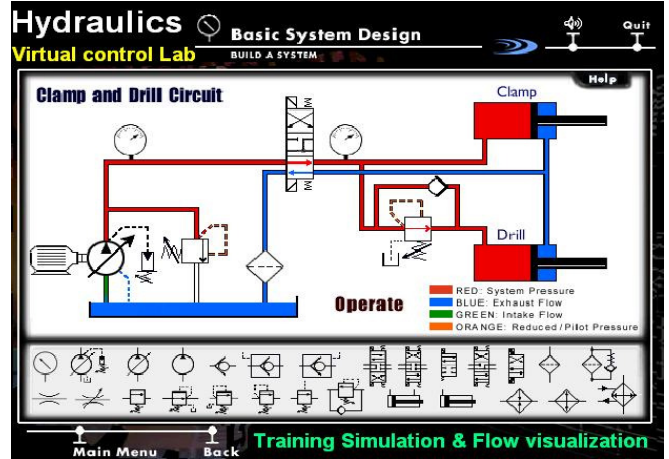 Hydraulics
Virtual control Lab
Basic System Design
BUILD A SYSTEM
Quit
Help
Clamp and Drill Circuit
Clamp
Drill
Operate
RED: System Pressure
BLUE: Exhaust Flow
GREEN: Intake Flow
ORANGE: Reduced/Pilot Pressure
Main Menu
Back
Training Simulation & Flow visualization